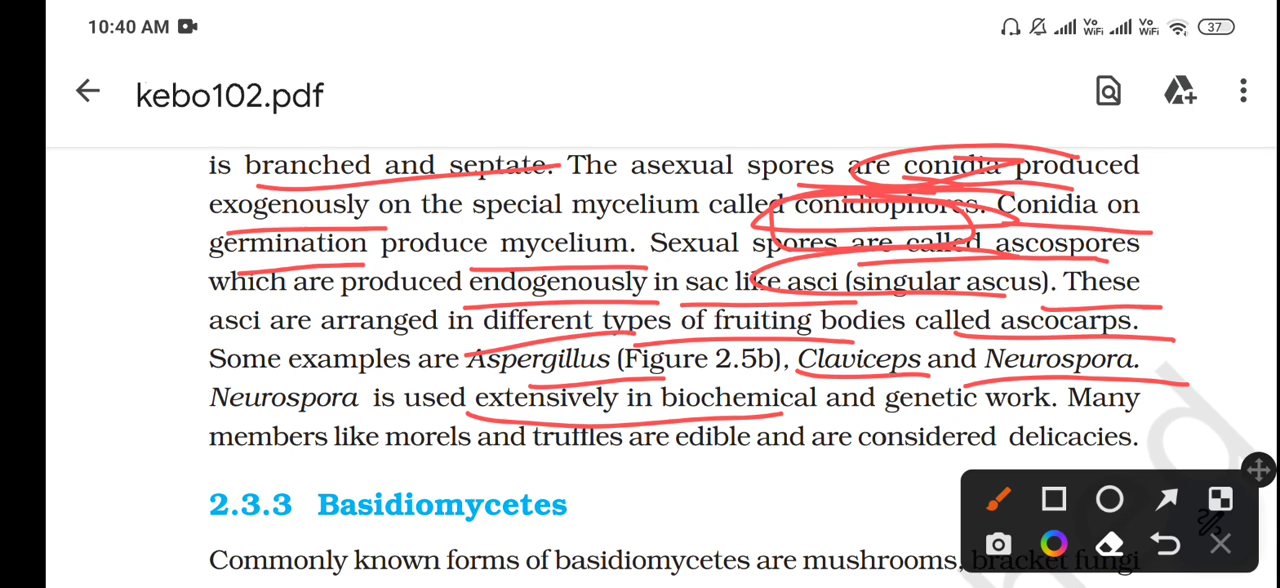 10:40 AM
Vo WiFi Vo WiFi 37
kebo102.pdf
is branched and septate. The asexual spores are conidia produced
exogenously on the special mycelium called conidiophores. Conidia on
germination produce mycelium. Sexual spores are called ascospores
which are produced endogenously in sac like asci (singular ascus). These
asci are arranged in different types of fruiting bodies called ascocarps.
Some examples are Aspergillus (Figure 2.5b), Claviceps and Neurospora.
Neurospora is used extensively in biochemical and genetic work. Many
members like morels and truffles are edible and are considered delicacies.
2.3.3 Basidiomycetes
Commonly known forms of basidiomycetes are mushrooms, bracket fungi